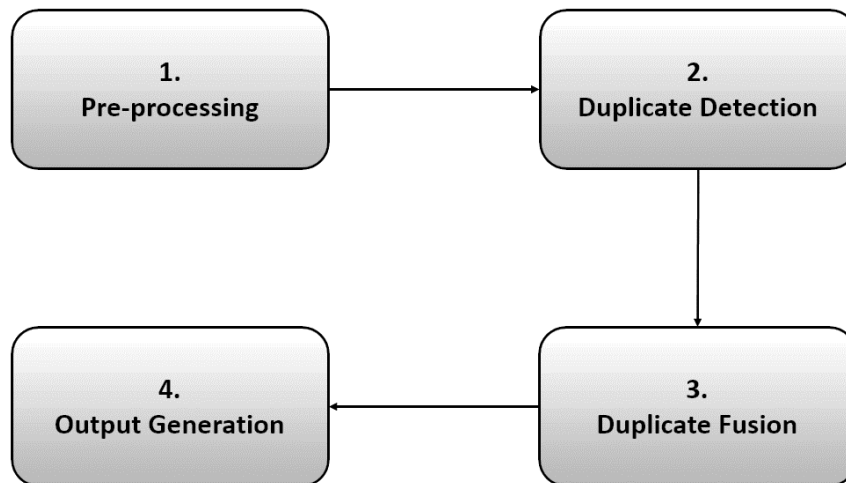 1.
Pre-processing
2.
Duplicate Detection
3.
Duplicate Fusion
4.
Output Generation